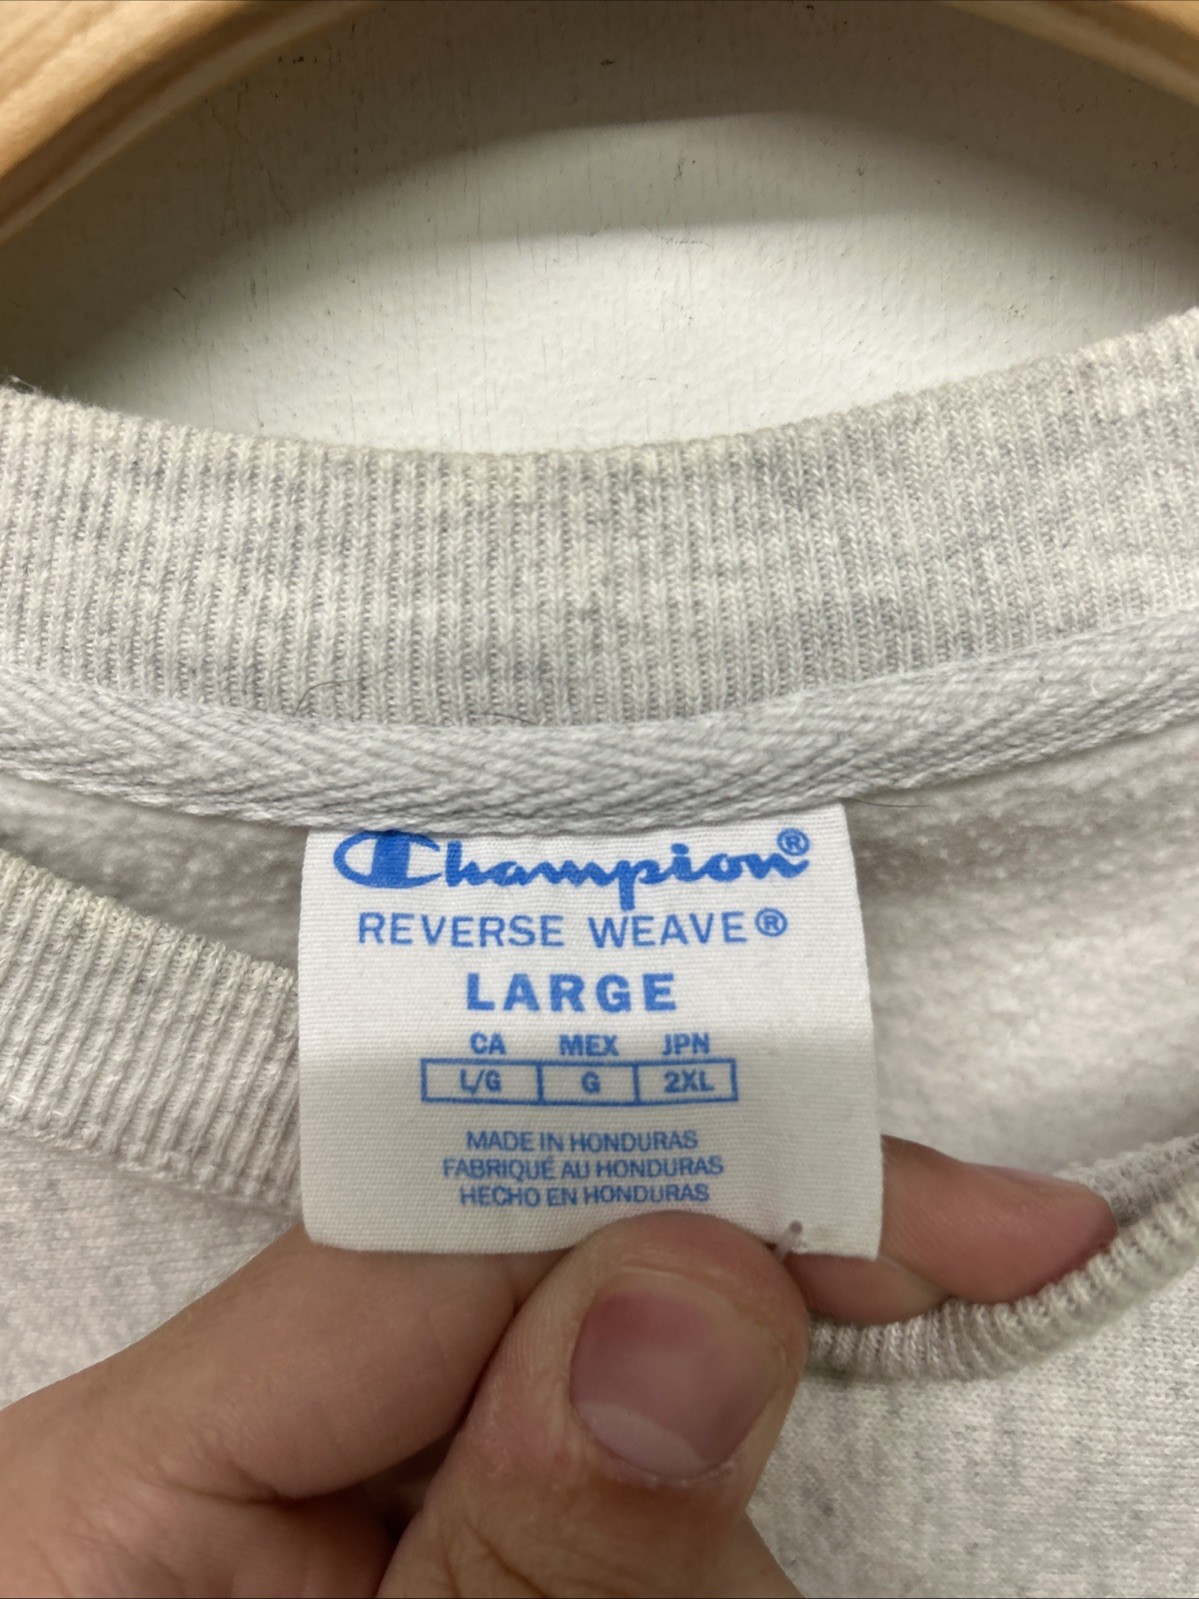 Champion®
REVERSE WEAVE®
LARGE
CA MEX JPN
L/G G 2XL
MADE IN HONDURAS
FABRIQUÉ AU HONDURAS
HECHO EN HONDURAS